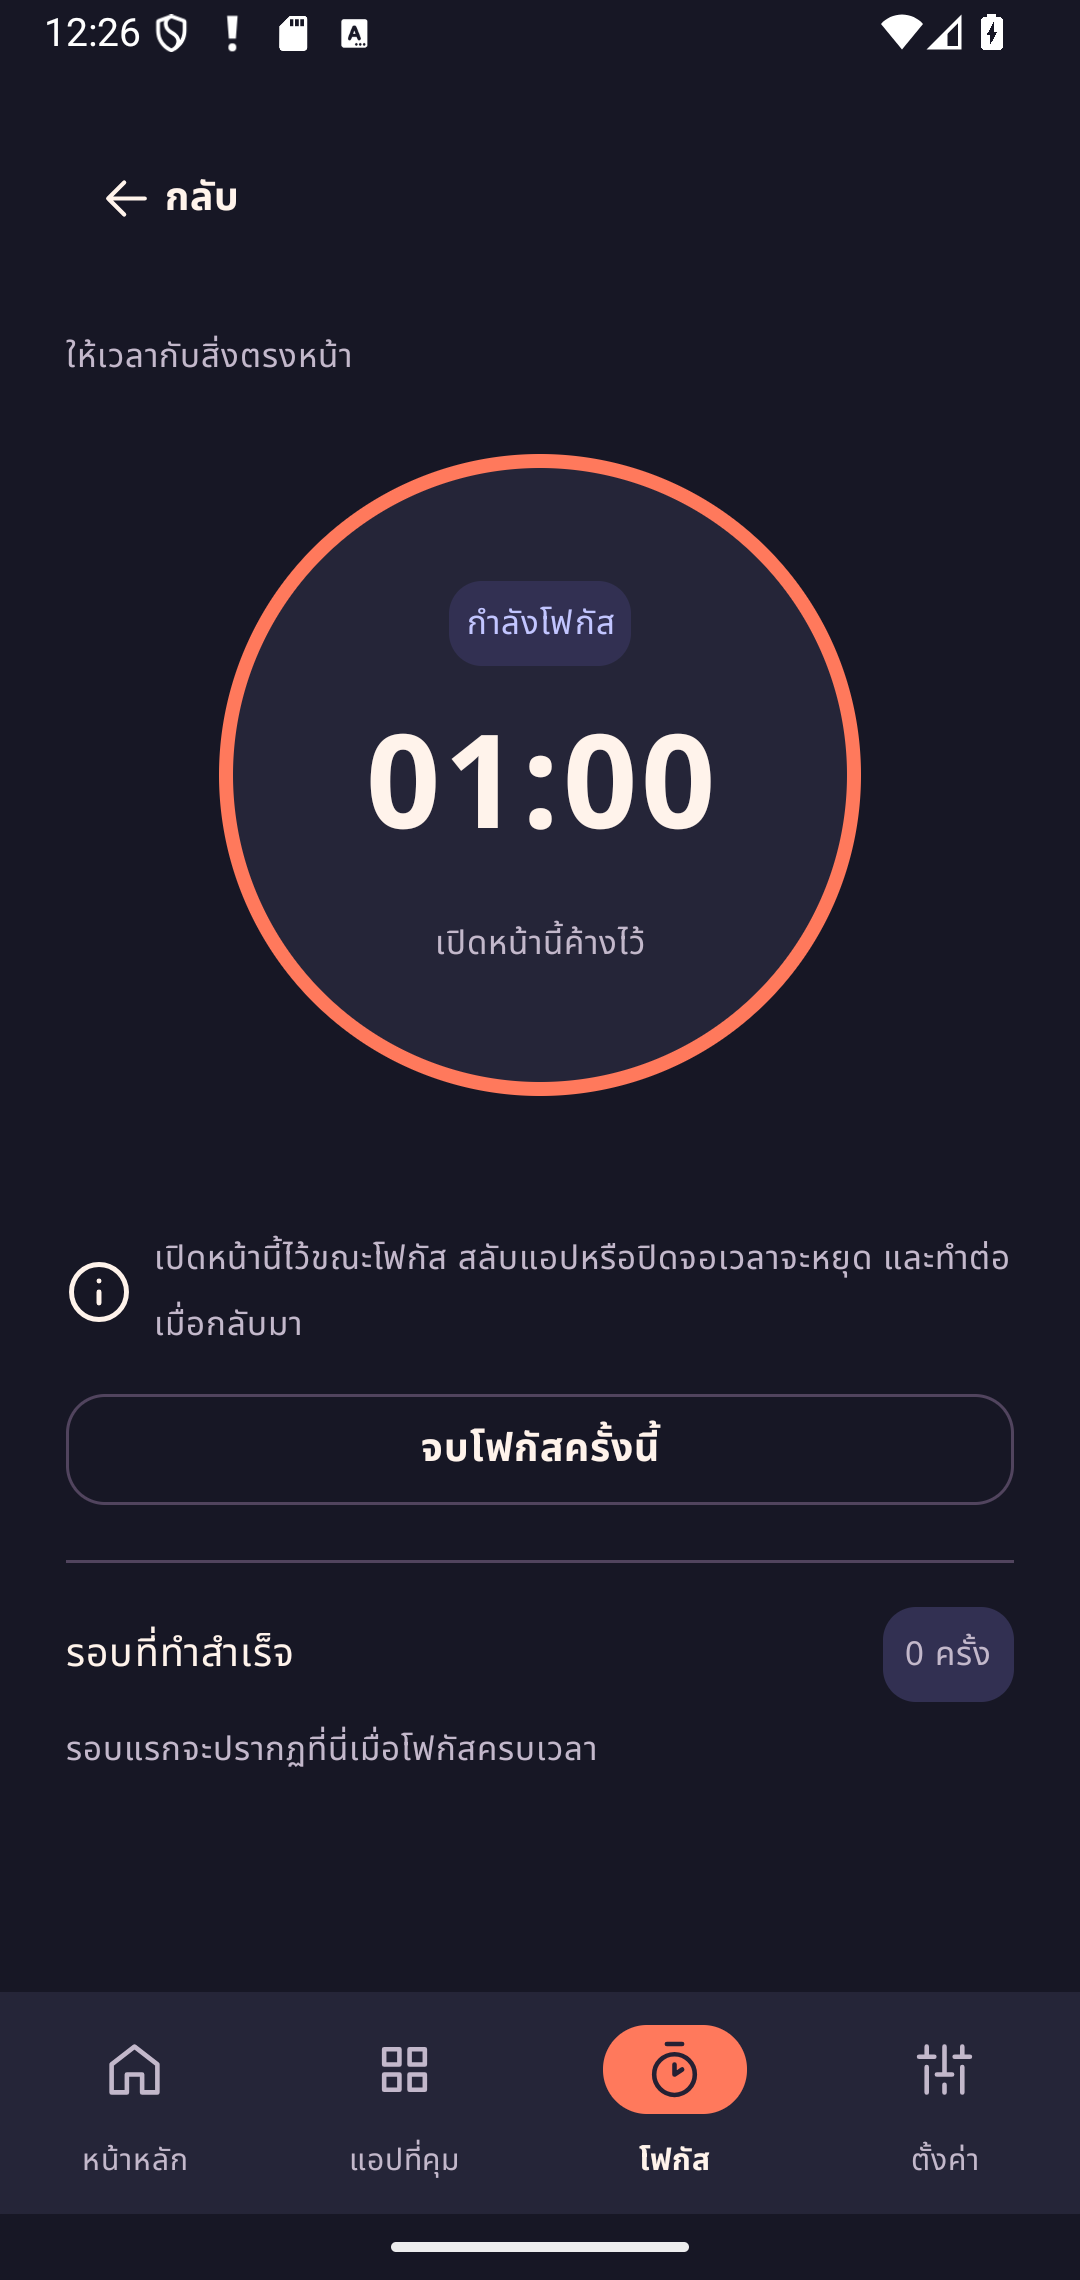 12:26
กลับ
ให้เวลากับสิ่งตรงหน้า
กำลังโฟกัส
01:00
เปิดหน้านี้ค้างไว้
เปิดหน้านี้ไว้ขณะโฟกัส สลับแอปหรือปิดจอเวลาจะหยุด และทำต่อ
เมื่อกลับมา
จบโฟกัสครั้งนี้
รอบที่ทำสำเร็จ
0 ครั้ง
รอบแรกจะปรากฏที่นี่เมื่อโฟกัสครบเวลา
หน้าหลัก
แอปที่คุม
โฟกัส
ตั้งค่า